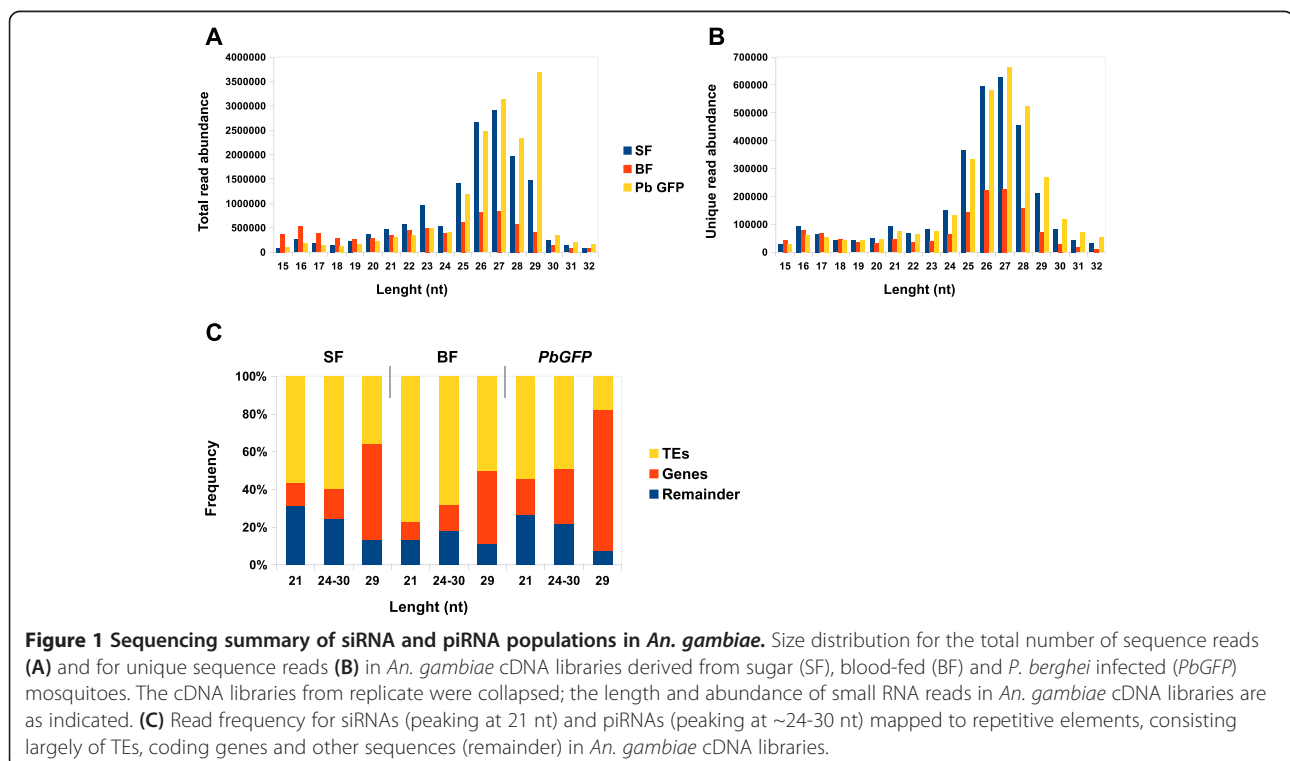 A
4000000
3500000
3000000
2500000
2000000
1500000
1000000
500000
0
Total read abundance
15 16 17 18 19 20 21 22 23 24 25 26 27 28 29 30 31 32
Lenght (nt)
SF
BF
Pb GFP
B
700000
600000
500000
400000
300000
200000
100000
0
Unique read abundance
15 16 17 18 19 20 21 22 23 24 25 26 27 28 29 30 31 32
Lenght (nt)
C
SF BF PbGFP
100%
80%
60%
40%
20%
0%
Frequency
21 24-30 29 21 24-30 29 21 24-30 29
Lenght (nt)
TEs
Genes
Remainder
Figure 1 Sequencing summary of siRNA and piRNA populations in An. gambiae. Size distribution for the total number of sequence reads
(A) and for unique sequence reads (B) in An. gambiae cDNA libraries derived from sugar (SF), blood-fed (BF) and P. berghei infected (PbGFP)
mosquitoes. The cDNA libraries from replicate were collapsed; the length and abundance of small RNA reads in An. gambiae cDNA libraries are
as indicated. (C) Read frequency for siRNAs (peaking at 21 nt) and piRNAs (peaking at ~24-30 nt) mapped to repetitive elements, consisting
largely of TEs, coding genes and other sequences (remainder) in An. gambiae cDNA libraries.